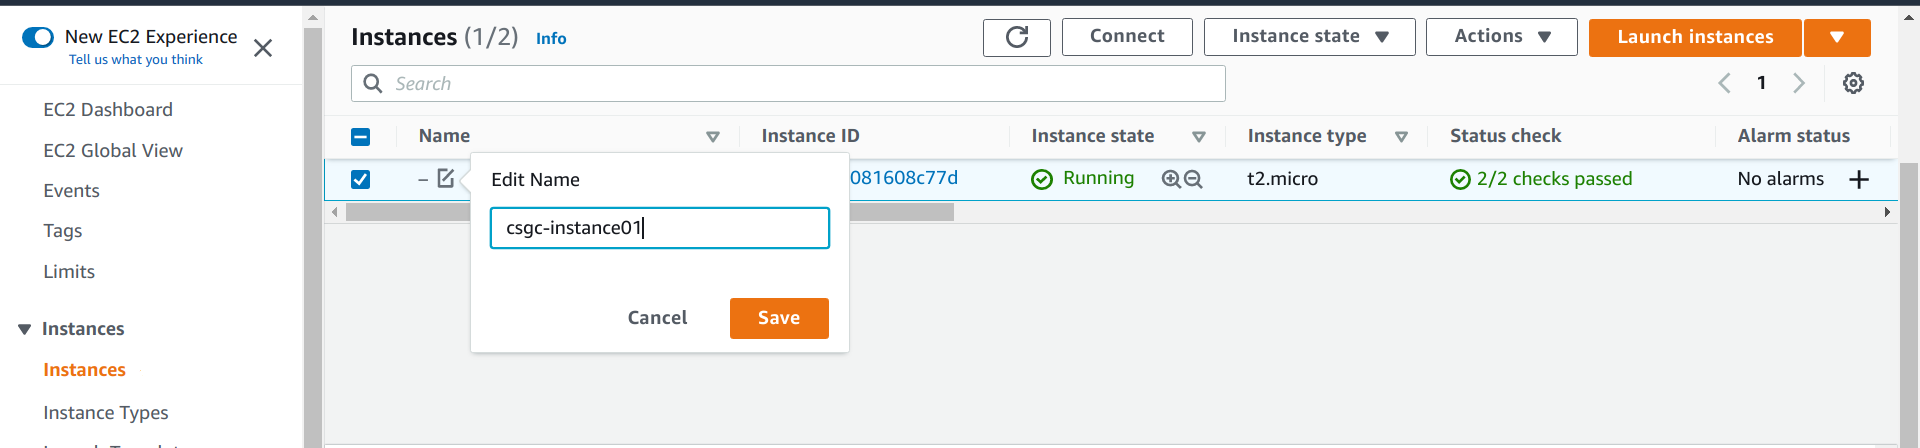 New EC2 Experience
Tell us what you think
EC2 Dashboard
EC2 Global View
Events
Tags
Limits
Instances
Instances
Instance Types
Instances (1/2) Info
Connect
Instance state
Actions
Launch instances
Search
1
Name Instance ID Instance state Instance type Status check Alarm status
– 081608c77d Running t2.micro 2/2 checks passed No alarms +
Edit Name
csgc-instance01
Cancel Save